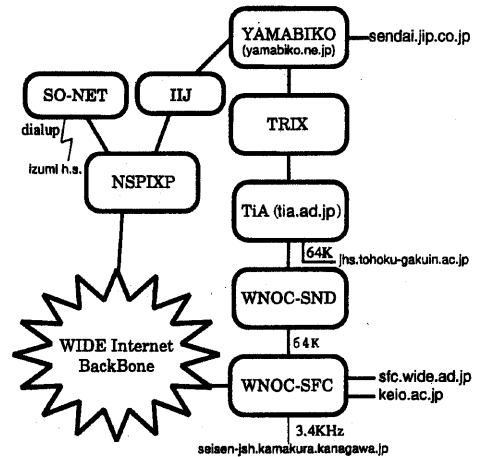 YAMABIKO
(yamabiko.ne.jp)
sendai.jip.co.jp
SO-NET
IIJ
dialup
izumi h.s.
TRIX
NSPIXP
TiA (tia.ad.jp)
64K
jhs.tohoku-gakuin.ac.jp
WNOC-SND
64K
WIDE Internet
BackBone
WNOC-SFC
sfc.wide.ad.jp
keio.ac.jp
3.4KHz
seisen-jsh.kamakura.kanagawa.jp